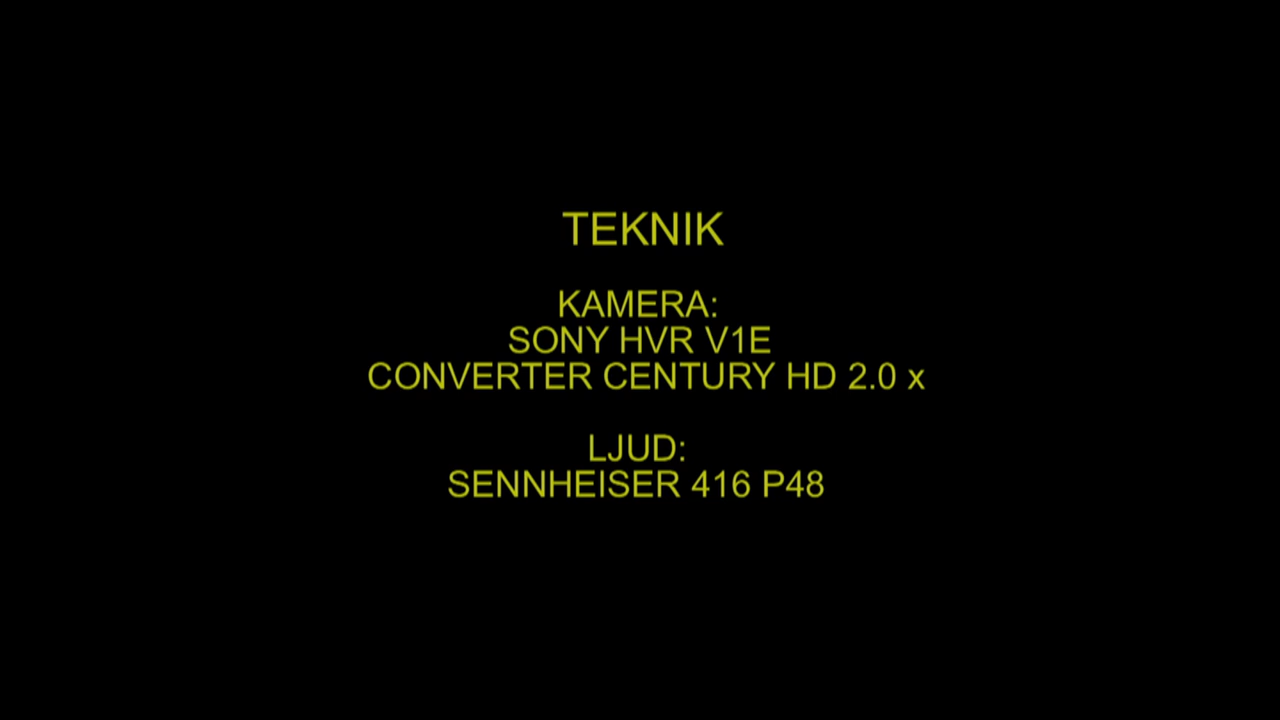 TEKNIK
KAMERA:
SONY HVR V1E
CONVERTER CENTURY HD 2.0 x
LJUD:
SENNHEISER 416 P48